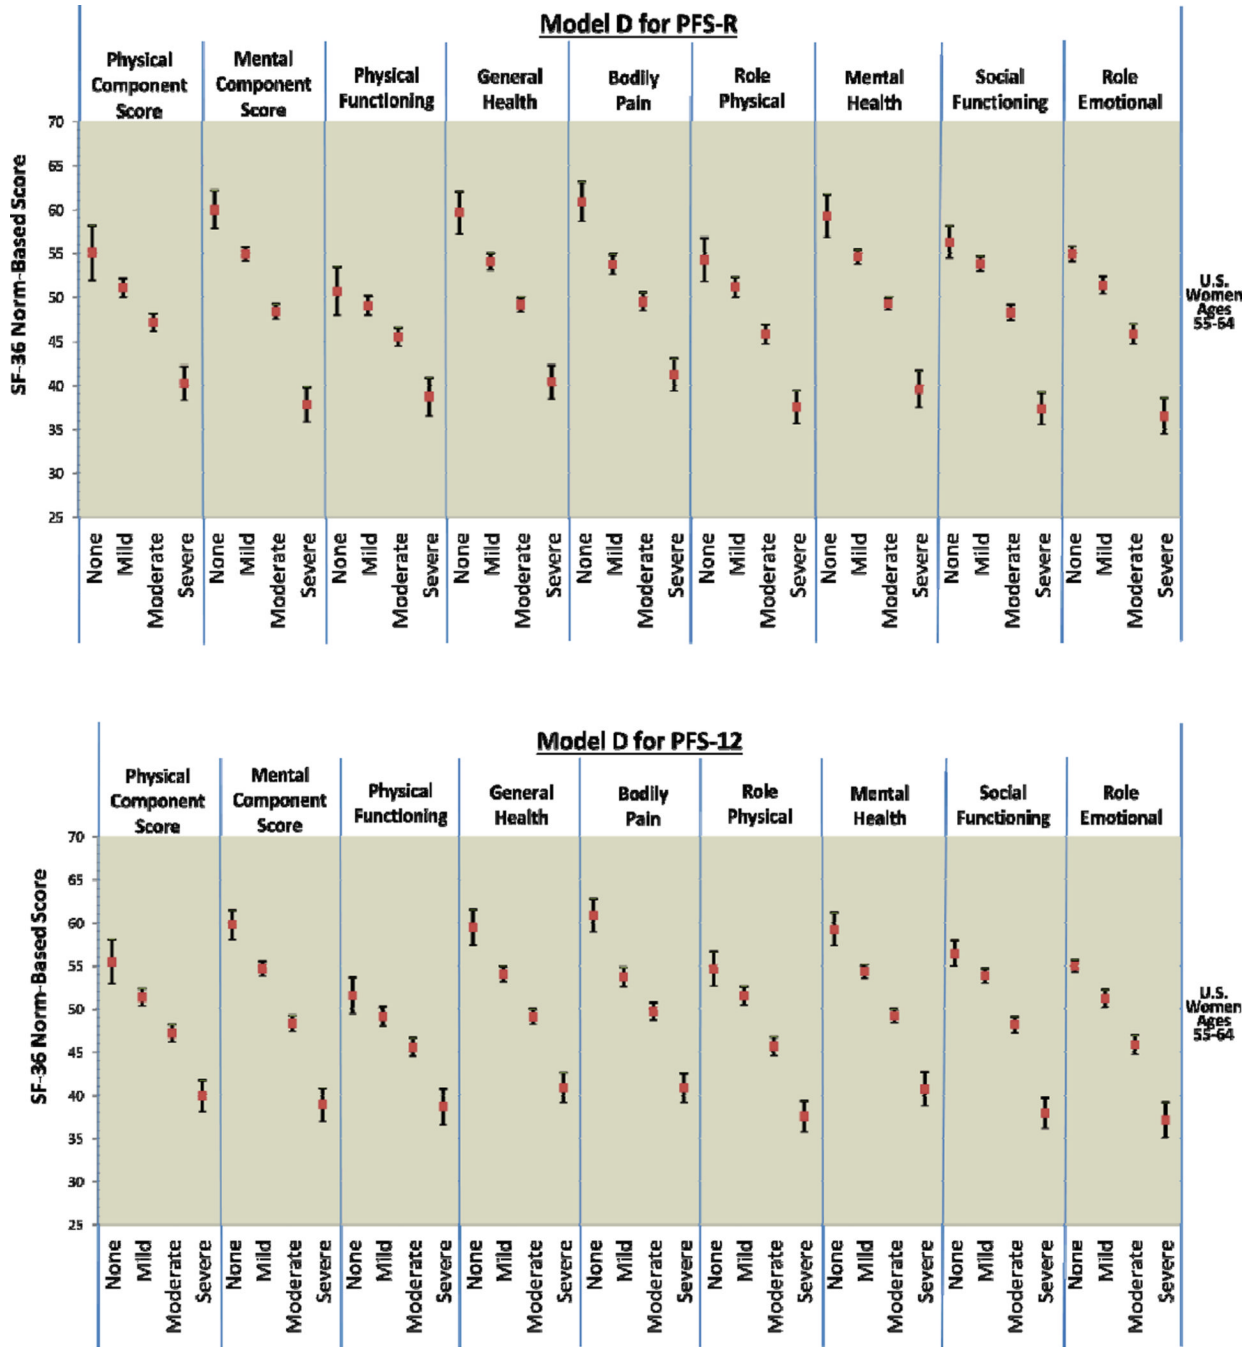 Model D for PFS-R
Physical
Component
Score
Mental
Component
Score
Physical
Functioning
General
Health
Bodily
Pain
Role
Physical
Mental
Health
Social
Functioning
Role
Emotional
SF-36 Norm-Based Score
70
65
60
55
50
45
40
35
30
25
U.S.
Women
Ages
55-64
None
Mild
Moderate
Severe
None
Mild
Moderate
Severe
None
Mild
Moderate
Severe
None
Mild
Moderate
Severe
None
Mild
Moderate
Severe
None
Mild
Moderate
Severe
None
Mild
Moderate
Severe
None
Mild
Moderate
Severe
None
Mild
Moderate
Severe
Model D for PFS-12
Physical
Component
Score
Mental
Component
Score
Physical
Functioning
General
Health
Bodily
Pain
Role
Physical
Mental
Health
Social
Functioning
Role
Emotional
SF-36 Norm-Based Score
70
65
60
55
50
45
40
35
30
25
U.S.
Women
Ages
55-64
None
Mild
Moderate
Severe
None
Mild
Moderate
Severe
None
Mild
Moderate
Severe
None
Mild
Moderate
Severe
None
Mild
Moderate
Severe
None
Mild
Moderate
Severe
None
Mild
Moderate
Severe
None
Mild
Moderate
Severe
None
Mild
Moderate
Severe